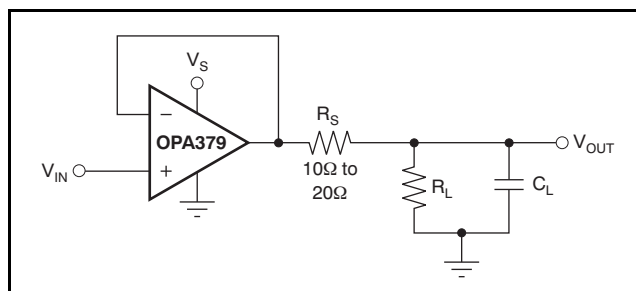 V_S
−
OPA379
+
V_IN
R_S
10Ω to
20Ω
R_L
C_L
V_OUT